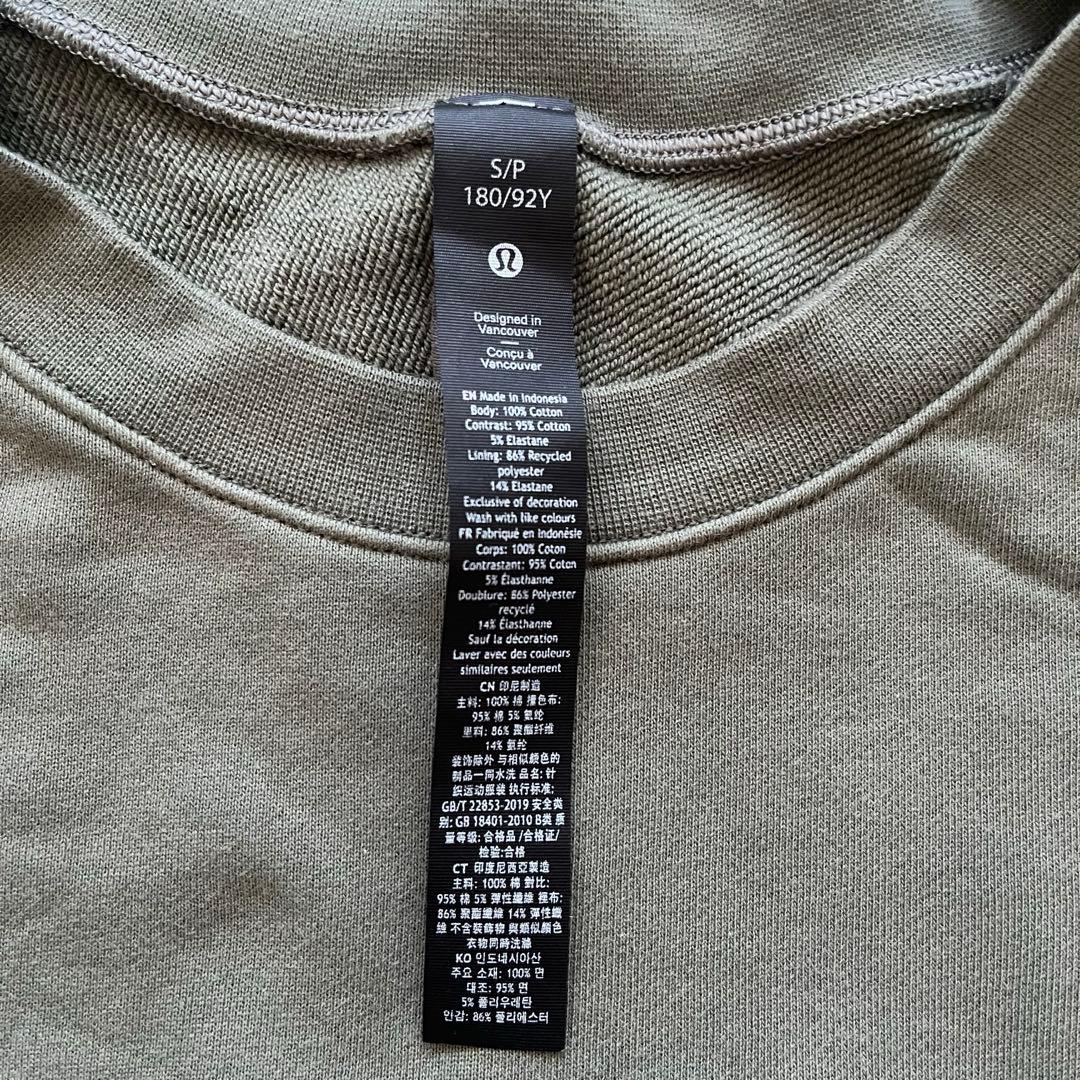 S/P
180/92Y
Designed in
Vancouver
Conçu à
Vancouver
EN Made in Indonesia
Body: 100% Cotton
Contrast: 95% Cotton
5% Elastane
Lining: 86% Recycled
polyester
14% Elastane
Exclusive of decoration
Wash with like colours
FR Fabriqué en Indonésie
Corps: 100% Coton
Contrastant: 95% Coton
5% Élasthanne
Doublure: 86% Polyester
recyclé
14% Élasthanne
Sauf la décoration
Laver avec des couleurs
similaires seulement
CN 印尼制造
主料: 100% 棉 撞色布:
95% 棉 5% 氨纶
里料: 86% 聚酯纤维
14% 氨纶
装饰除外 与相似颜色的
制品一同水洗 品名: 针
织运动服装 执行标准:
GB/T 22853-2019 安全类
别: GB 18401-2010 B类 质
量等级: 合格品 /合格证/
检验:合格
CT 印度尼西亞製造
主料: 100% 棉 對比:
95% 棉 5% 彈性纖維 裡布:
86% 聚酯纖維 14% 彈性纖
維 不含裝飾物 與類似顏色
衣物同時洗滌
KO 인도네시아산
주요 소재: 100% 면
대조: 95% 면
5% 폴리우레탄
안감: 86% 폴리에스터